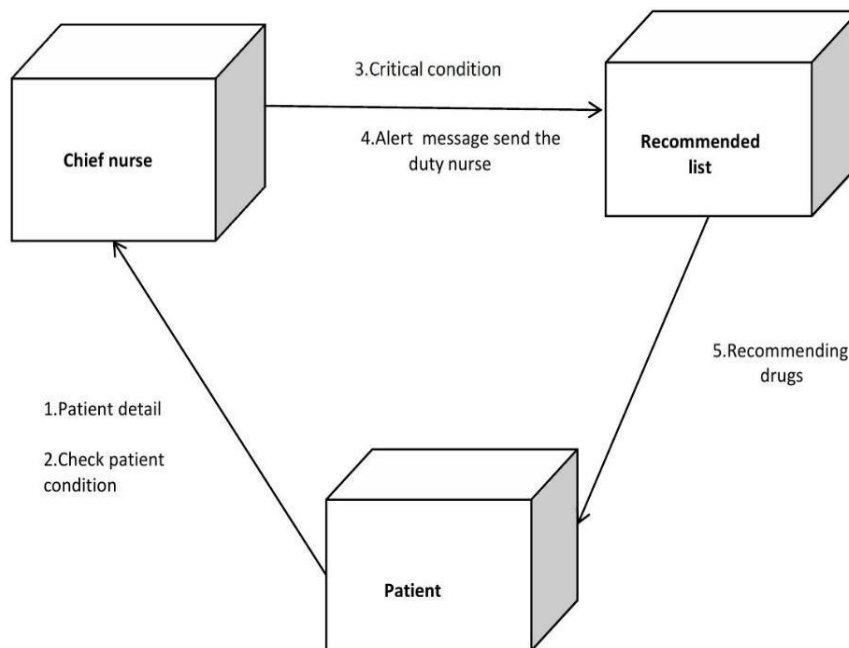 3.Critical condition
Chief nurse
4.Alert  message send the
duty nurse
Recommended
list
5.Recommending
drugs
1.Patient detail
2.Check patient
condition
Patient